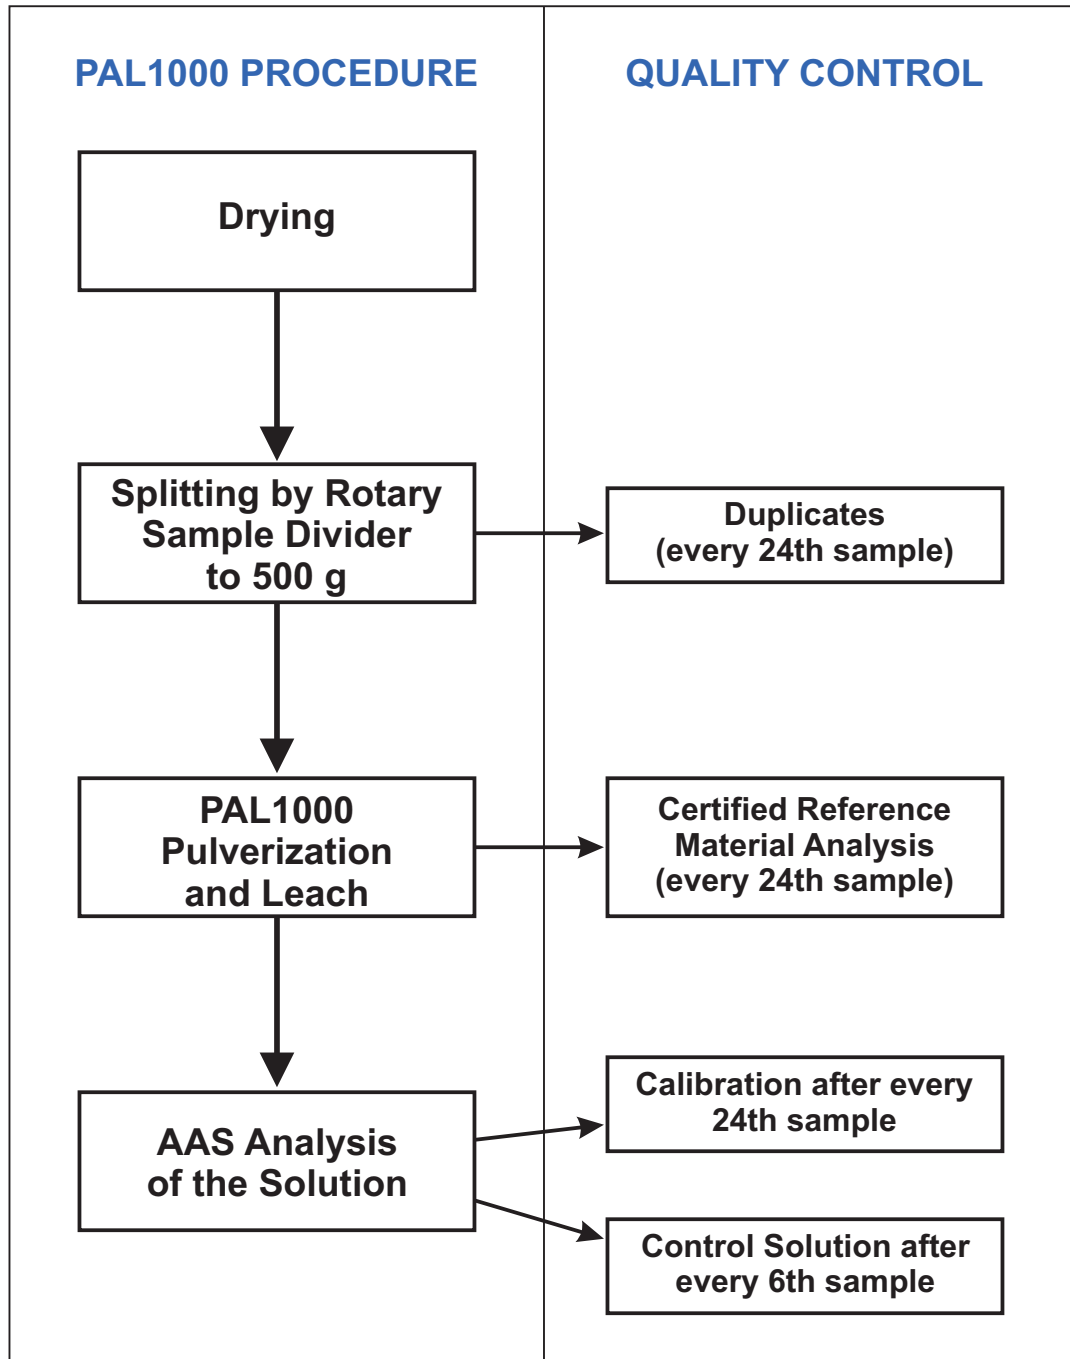 PAL1000 PROCEDURE
QUALITY CONTROL
Drying
Splitting by Rotary
Sample Divider
to 500 g
Duplicates
(every 24th sample)
PAL1000
Pulverization
and Leach
Certified Reference
Material Analysis
(every 24th sample)
AAS Analysis
of the Solution
Calibration after every
24th sample
Control Solution after
every 6th sample